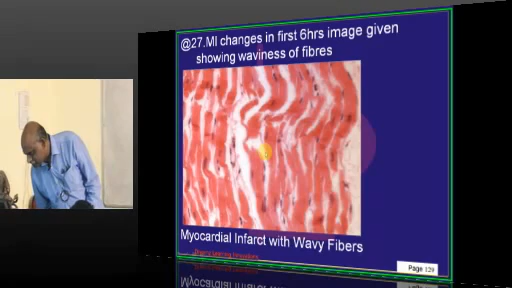 @27.MI changes in first 6hrs image given
showing waviness of fibres
Myocardial Infarct with Wavy Fibers
Page 129